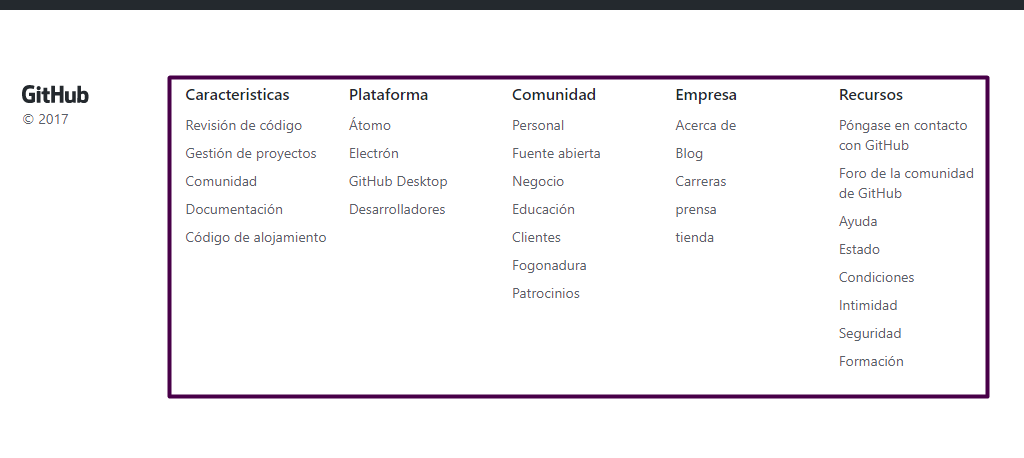 GitHub
© 2017
Caracteristicas
Revisión de código
Gestión de proyectos
Comunidad
Documentación
Código de alojamiento
Plataforma
Átomo
Electrón
GitHub Desktop
Desarrolladores
Comunidad
Personal
Fuente abierta
Negocio
Educación
Clientes
Fogonadura
Patrocinios
Empresa
Acerca de
Blog
Carreras
prensa
tienda
Recursos
Póngase en contacto
con GitHub
Foro de la comunidad
de GitHub
Ayuda
Estado
Condiciones
Intimidad
Seguridad
Formación